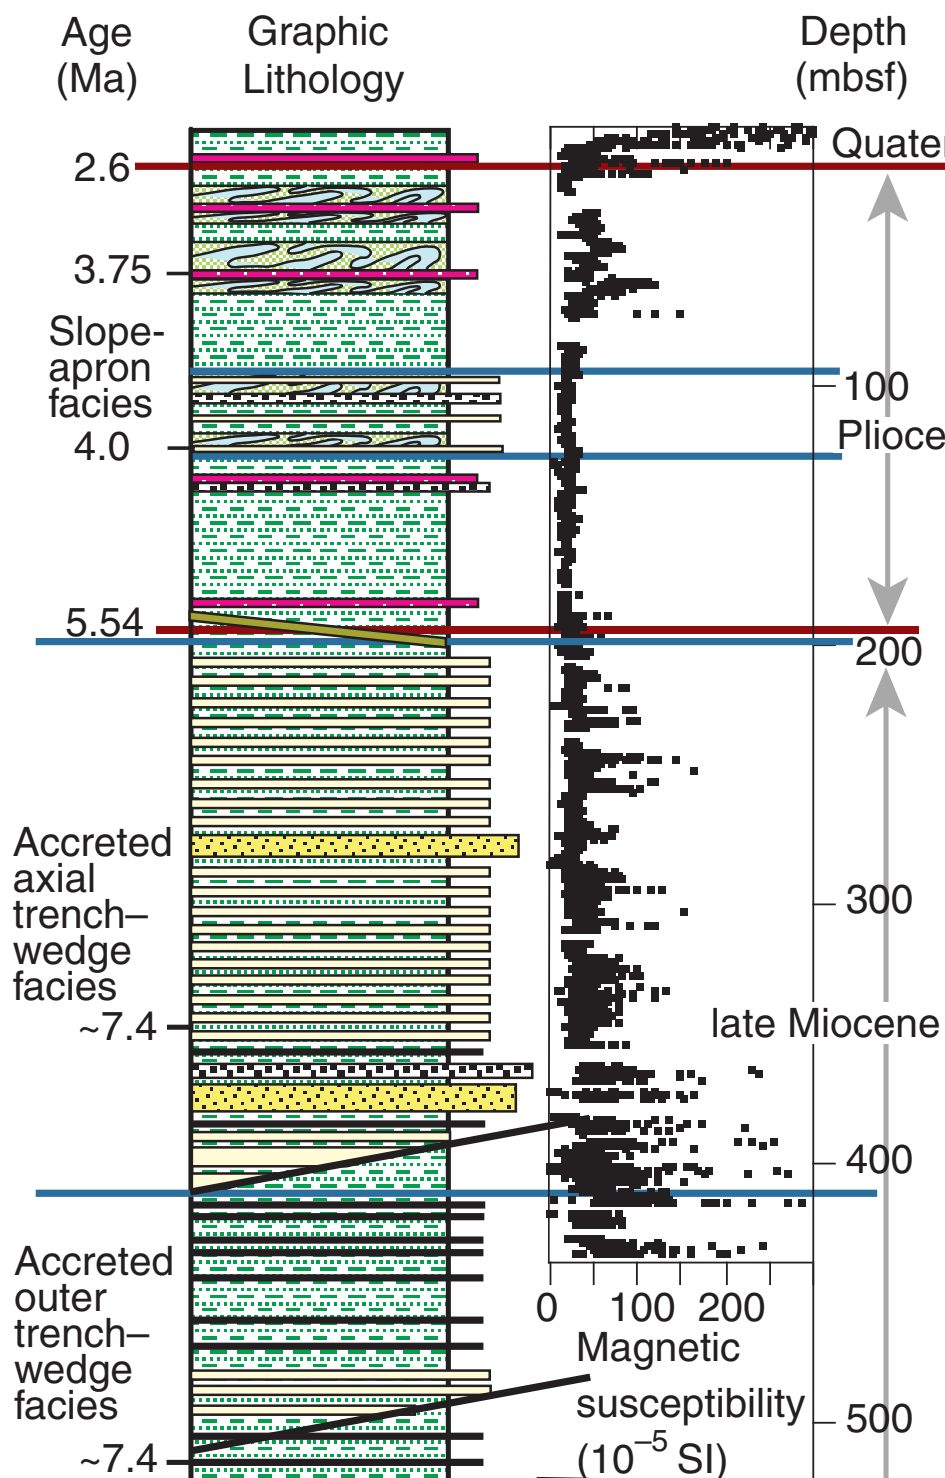 Age
(Ma)
Graphic
Lithology
Depth
(mbsf)
2.6
3.75
Slope-
apron
facies
100
4.0
5.54
200
Accreted
axial
trench–
wedge
facies
300
~7.4
late Miocene
400
Accreted
outer
trench–
wedge
facies
0 100 200
Magnetic
susceptibility
(10⁻⁵ SI)
500
~7.4